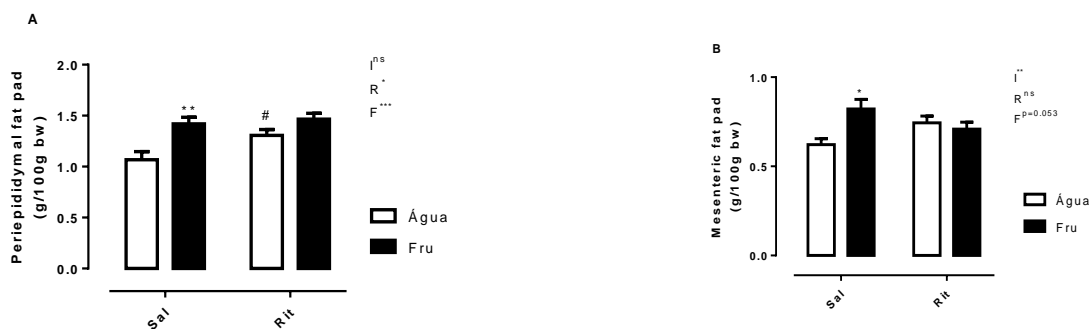 A
Periepididymal fat pad
(g/100g bw)
2.0
1.5
1.0
0.5
0.0
**
#
Sal
Rit
I ns
R *
F ***
Água
Fru
B
Mesenteric fat pad
(g/100g bw)
1.0
0.5
0.0
*
Sal
Rit
I **
R ns
F p=0.053
Água
Fru